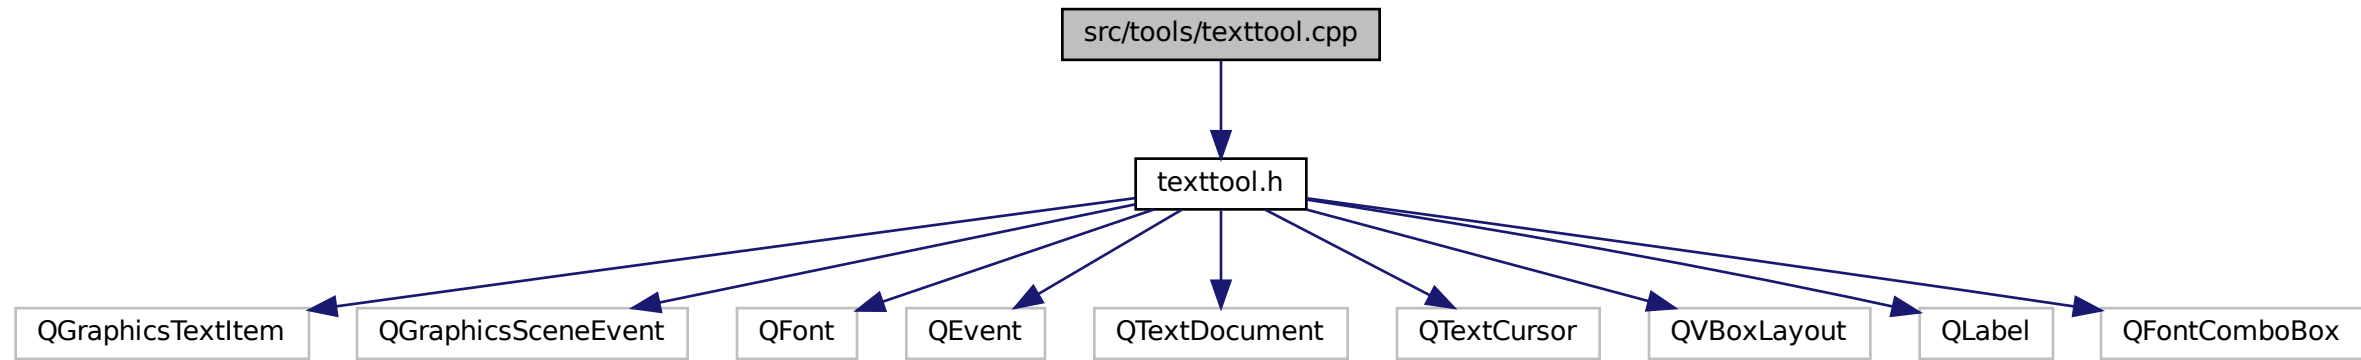 src/tools/texttool.cpp
texttool.h
QGraphicsTextItem
QGraphicsSceneEvent
QFont
QEvent
QTextDocument
QTextCursor
QVBoxLayout
QLabel
QFontComboBox